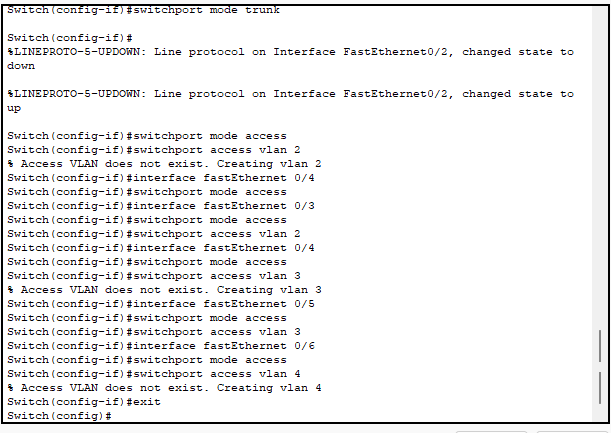 Switch(config-if)#switchport mode trunk
Switch(config-if)#
%LINEPROTO-5-UPDOWN: Line protocol on Interface FastEthernet0/2, changed state to
down
%LINEPROTO-5-UPDOWN: Line protocol on Interface FastEthernet0/2, changed state to
up
Switch(config-if)#switchport mode access
Switch(config-if)#switchport access vlan 2
% Access VLAN does not exist. Creating vlan 2
Switch(config-if)#interface fastEthernet 0/4
Switch(config-if)#switchport mode access
Switch(config-if)#interface fastEthernet 0/3
Switch(config-if)#switchport mode access
Switch(config-if)#switchport access vlan 2
Switch(config-if)#interface fastEthernet 0/4
Switch(config-if)#switchport mode access
Switch(config-if)#switchport access vlan 3
% Access VLAN does not exist. Creating vlan 3
Switch(config-if)#interface fastEthernet 0/5
Switch(config-if)#switchport mode access
Switch(config-if)#switchport access vlan 3
Switch(config-if)#interface fastEthernet 0/6
Switch(config-if)#switchport mode access
Switch(config-if)#switchport access vlan 4
% Access VLAN does not exist. Creating vlan 4
Switch(config-if)#exit
Switch(config)#